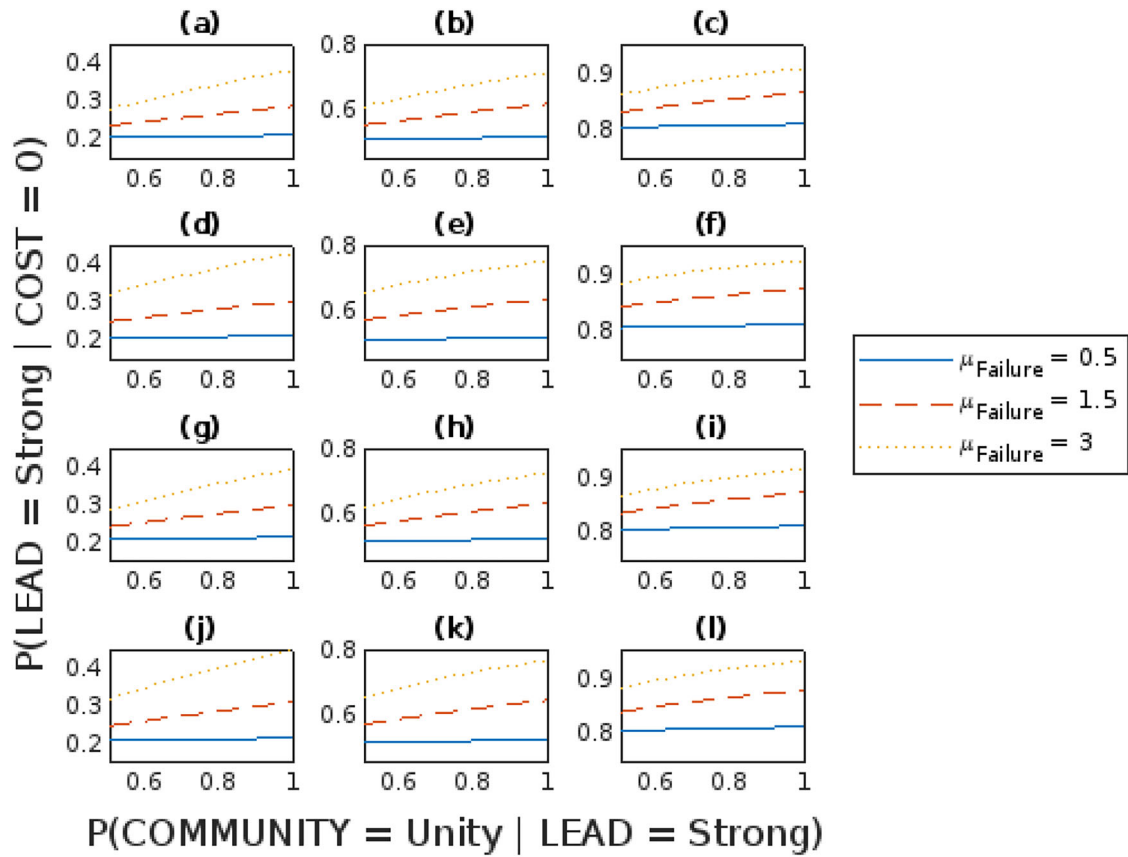 (a) (b) (c)
0.4 0.8 0.9
0.3 0.6
0.2 0.8
0.6 0.8 1 0.6 0.8 1 0.6 0.8 1
(d) (e) (f)
0.4 0.8 0.9
0.3 0.6
0.2 0.8
0.6 0.8 1 0.6 0.8 1 0.6 0.8 1
(g) (h) (i)
0.4 0.8 0.9
0.3 0.6
0.2 0.8
0.6 0.8 1 0.6 0.8 1 0.6 0.8 1
(j) (k) (l)
0.4 0.8 0.9
0.3 0.6
0.2 0.8
0.6 0.8 1 0.6 0.8 1 0.6 0.8 1
P(LEAD = Strong | COST = 0)
P(COMMUNITY = Unity | LEAD = Strong)
μFailure = 0.5
μFailure = 1.5
μFailure = 3